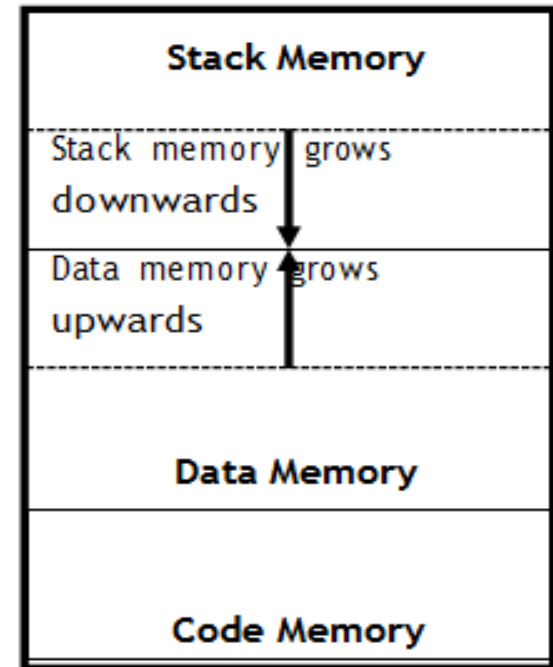 Stack Memory
Stack memory grows
downwards
Data memory grows
upwards
Data Memory
Code Memory